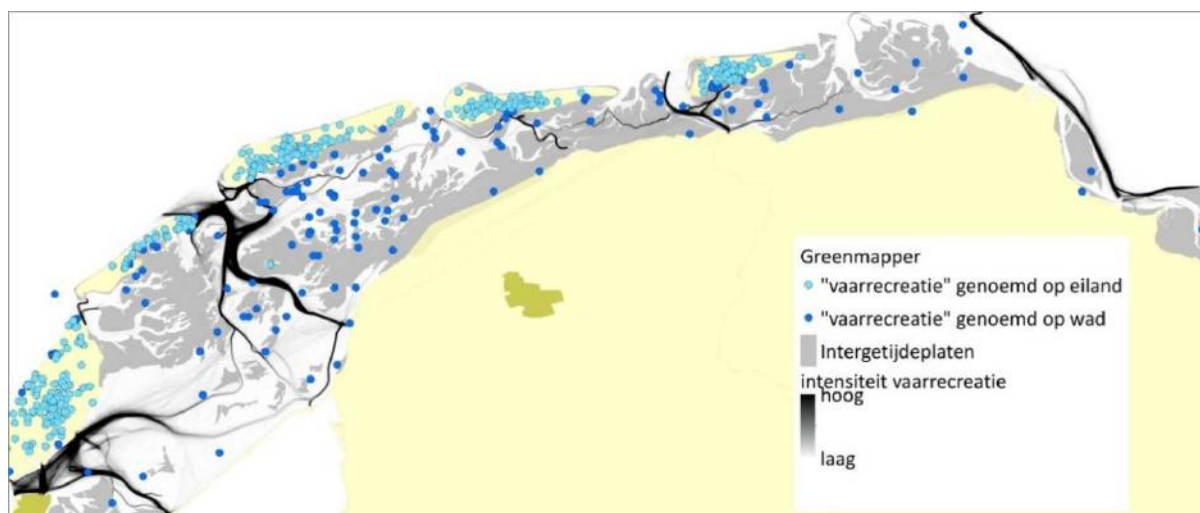 Greenmapper
"vaarrecreatie" genoemd op eiland
"vaarrecreatie" genoemd op wad
Intergetijdeplaten
intensiteit vaarrecreatie
hoog
laag